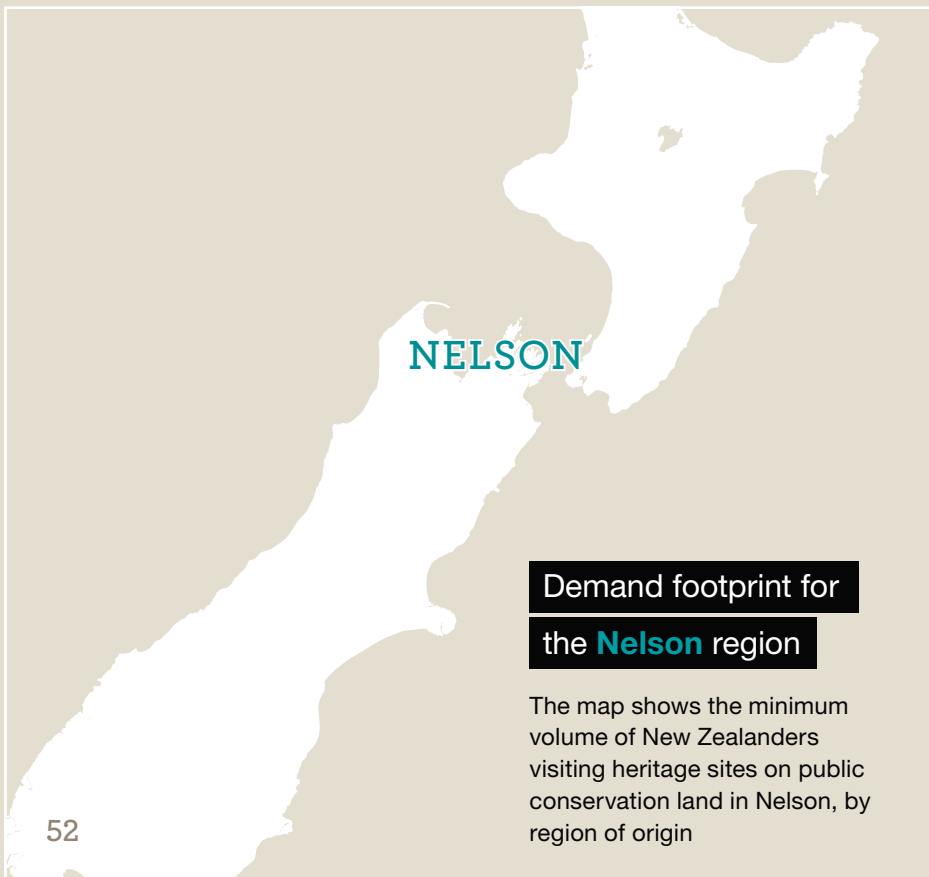 NELSON
Demand footprint for
the Nelson region
The map shows the minimum
volume of New Zealanders
visiting heritage sites on public
conservation land in Nelson, by
region of origin
52